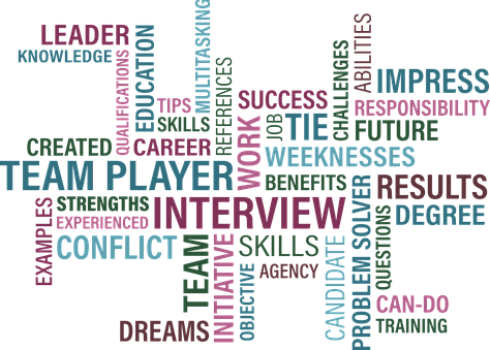 LEADER
KNOWLEDGE
QUALIFICATIONS
EDUCATION
MULTITASKING
TIPS
SKILLS
REFERENCES
CREATED
CAREER
SUCCESS
WORK
JOB
TIE
CHALLENGES
ABILITIES
IMPRESS
RESPONSIBILITY
FUTURE
WEEKNESSES
TEAM PLAYER
BENEFITS
RESULTS
EXAMPLES
STRENGTHS
EXPERIENCED
INTERVIEW
PROBLEM SOLVER
DEGREE
CONFLICT
TEAM
INITIATIVE
SKILLS
OBJECTIVE
AGENCY
CANDIDATE
QUESTIONS
CAN-DO
TRAINING
DREAMS